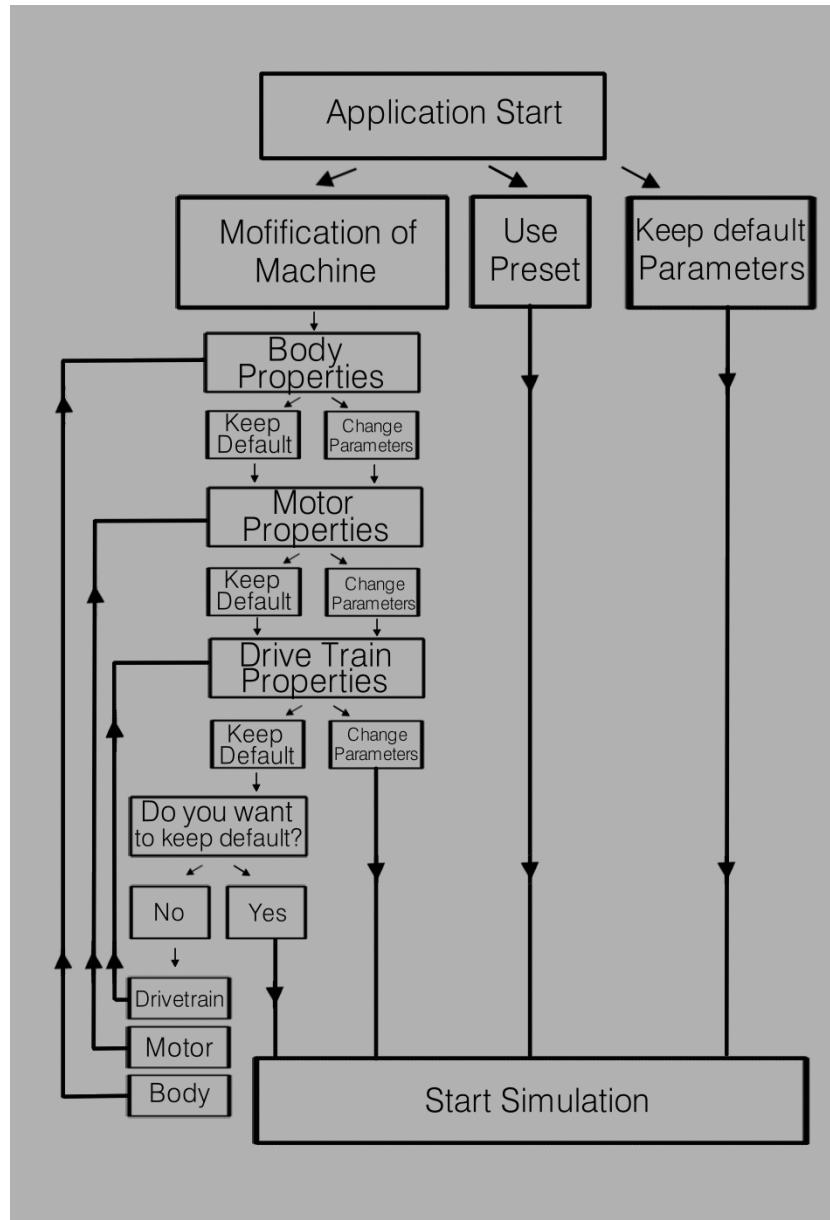 Application Start
Mofification of
Machine
Use
Preset
Keep default
Parameters
Body
Properties
Keep
Default
Change
Parameters
Motor
Properties
Keep
Default
Change
Parameters
Drive Train
Properties
Keep
Default
Change
Parameters
Do you want
to keep default?
No
Yes
Drivetrain
Motor
Body
Start Simulation